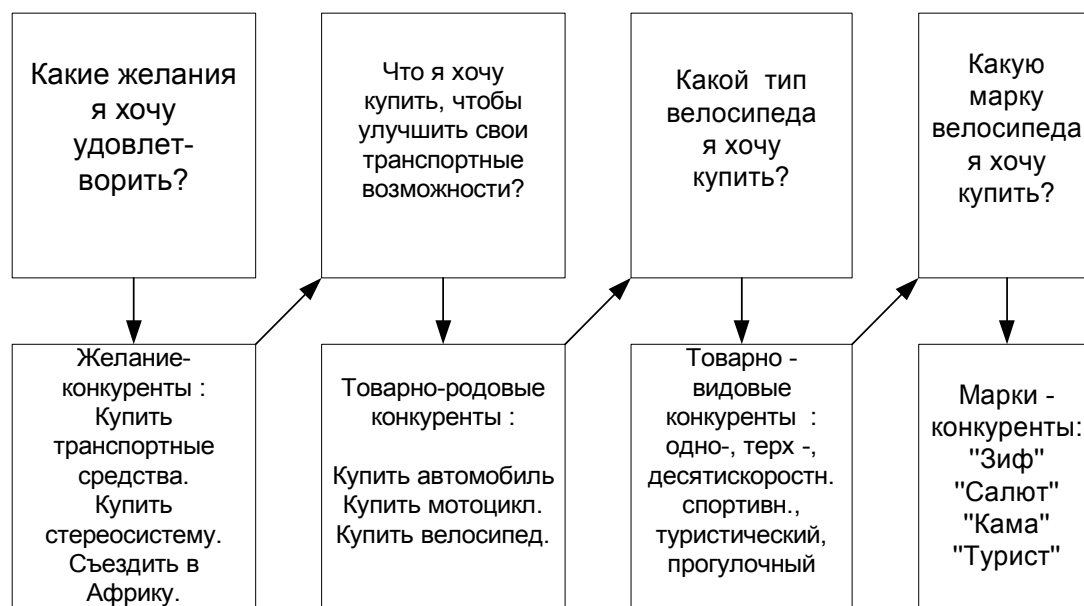 Какие желания
я хочу
удовлет-
ворить?
Что я хочу
купить, чтобы
улучшить свои
транспортные
возможности?
Какой тип
велосипеда
я хочу
купить?
Какую
марку
велосипеда
я хочу
купить?
Желание-
конкуренты :
Купить
транспортные
средства.
Купить
стереосистему.
Съездить в
Африку.
Товарно-родовые
конкуренты :
Купить автомобиль
Купить мотоцикл.
Купить велосипед.
Товарно -
видовые
конкуренты :
одно-, терх -,
десятискоростн.
спортивн.,
туристический,
прогулочный
Марки -
конкуренты:
"Зиф"
"Салют"
"Кама"
"Турист"